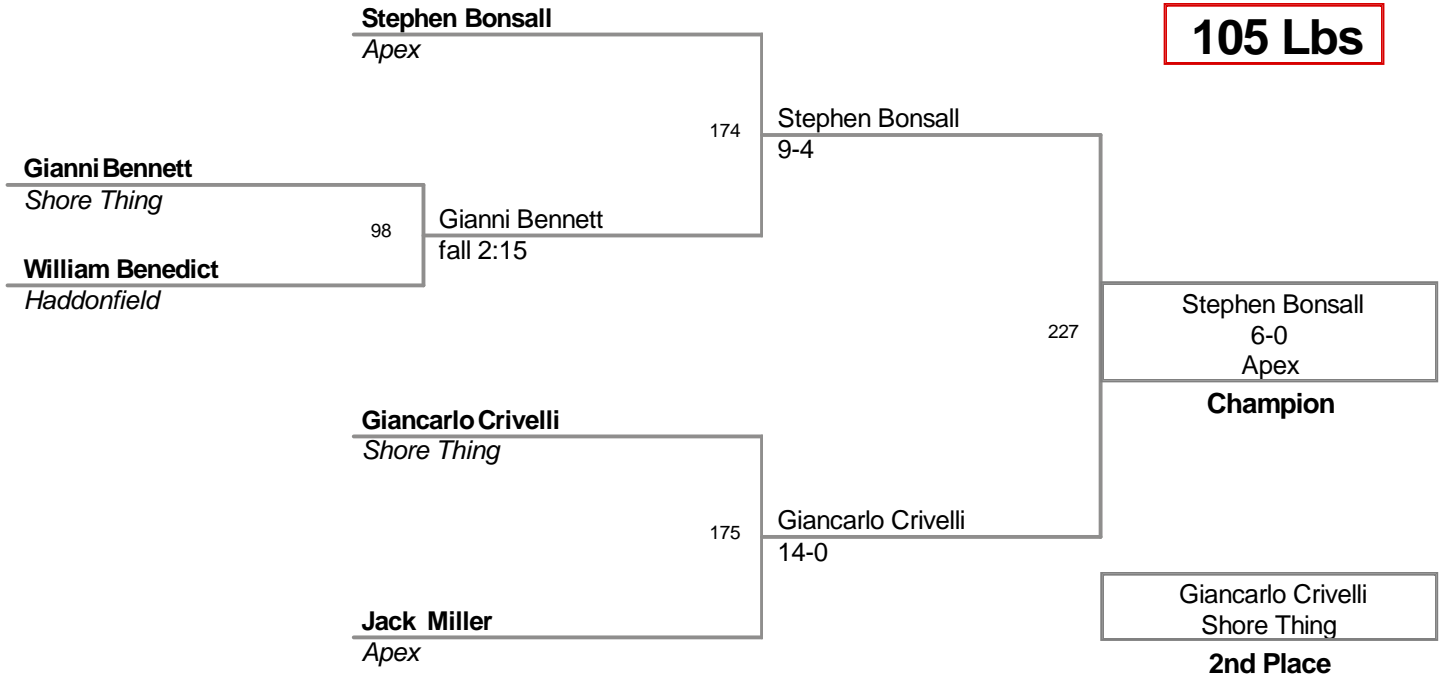 Stephen Bonsall
Apex
105 Lbs
174
Stephen Bonsall
9-4
Gianni Bennett
Shore Thing
98
Gianni Bennett
fall 2:15
William Benedict
Haddonfield
227
Stephen Bonsall
6-0
Apex
Champion
Giancarlo Crivelli
Shore Thing
175
Giancarlo Crivelli
14-0
Jack Miller
Apex
Giancarlo Crivelli
Shore Thing
2nd Place